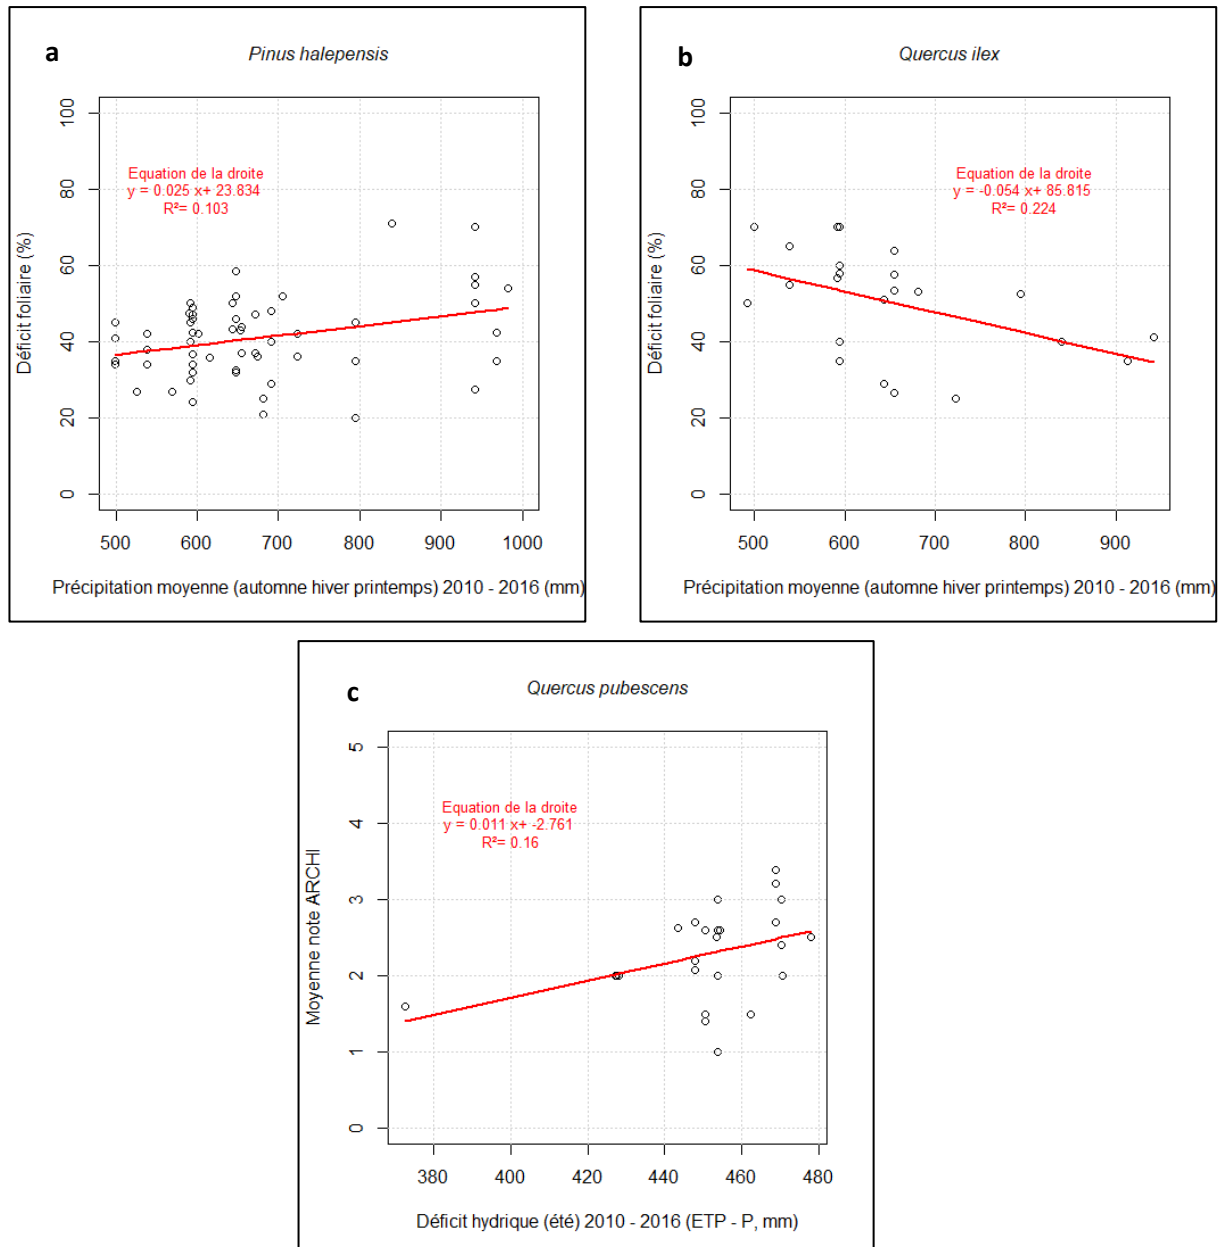 a
Pinus halepensis
Equation de la droite
y = 0.025 x+ 23.834
R²= 0.103
Déficit foliaire (%)
100
80
60
40
20
0
500 600 700 800 900 1000
Précipitation moyenne (automne hiver printemps) 2010 - 2016 (mm)
b
Quercus ilex
Equation de la droite
y = -0.054 x+ 85.815
R²= 0.224
Déficit foliaire (%)
100
80
60
40
20
0
500 600 700 800 900
Précipitation moyenne (automne hiver printemps) 2010 - 2016 (mm)
c
Quercus pubescens
Equation de la droite
y = 0.011 x+ -2.761
R²= 0.16
Moyenne note ARCHI
5
4
3
2
1
0
380 400 420 440 460 480
Déficit hydrique (été) 2010 - 2016 (ETP - P, mm)